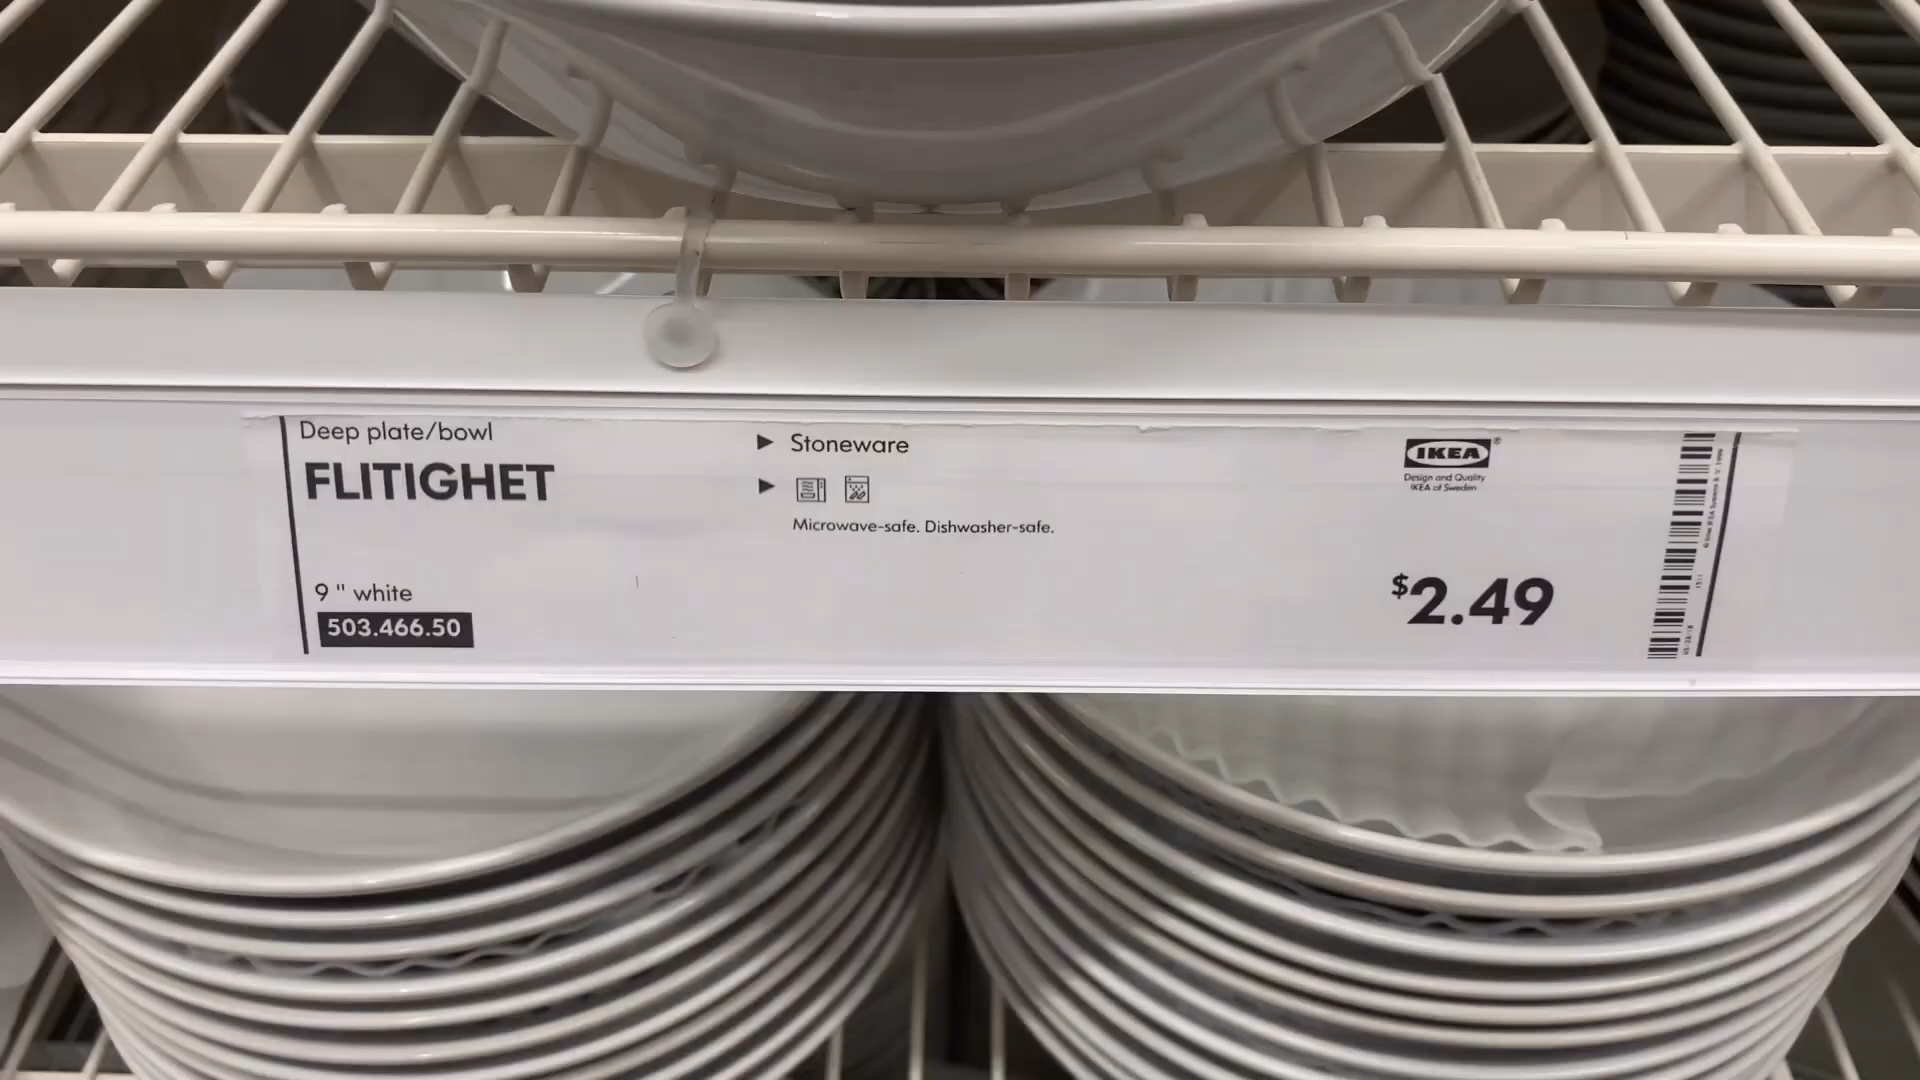 Deep plate/bowl
FLITIGHET
9 " white
503.466.50
Stoneware
Microwave-safe. Dishwasher-safe.
IKEA®
Design and Quality
IKEA of Sweden
$2.49